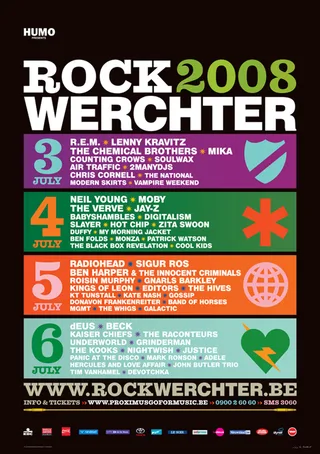 HUMO
PRESENTS
ROCK 2008
WERCHTER
3
JULY
R.E.M. • LENNY KRAVITZ
THE CHEMICAL BROTHERS • MIKA
COUNTING CROWS • SOULWAX
AIR TRAFFIC • 2MANYDJS
CHRIS CORNELL • THE NATIONAL
MODERN SKIRTS • VAMPIRE WEEKEND
4
JULY
NEIL YOUNG • MOBY
THE VERVE • JAY-Z
BABYSHAMBLES • DIGITALISM
SLAYER • HOT CHIP • ZITA SWOON
DUFFY • MY MORNING JACKET
BEN FOLDS • MONZA • PATRICK WATSON
THE BLACK BOX REVELATION • COOL KIDS
5
JULY
RADIOHEAD • SIGUR ROS
BEN HARPER & THE INNOCENT CRIMINALS
ROISIN MURPHY • GNARLS BARKLEY
KINGS OF LEON • EDITORS • THE HIVES
KT TUNSTALL • KATE NASH • GOSSIP
DONAVON FRANKENREITER • BAND OF HORSES
MGMT • THE WHIGS • GALACTIC
6
JULY
dEUS • BECK
KAISER CHIEFS • THE RACONTEURS
UNDERWORLD • GRINDERMAN
THE KOOKS • NIGHTWISH • JUSTICE
PANIC AT THE DISCO • MARK RONSON • ADELE
HERCULES AND LOVE AFFAIR • JOHN BUTLER TRIO
TIM VANHAMEL • DEVOTCHKA
WWW.ROCKWERCHTER.BE
INFO & TICKETS ›› WWW.PROXIMUSGOFORMUSIC.BE ›› 0900 2 60 60 ›› SMS 3060